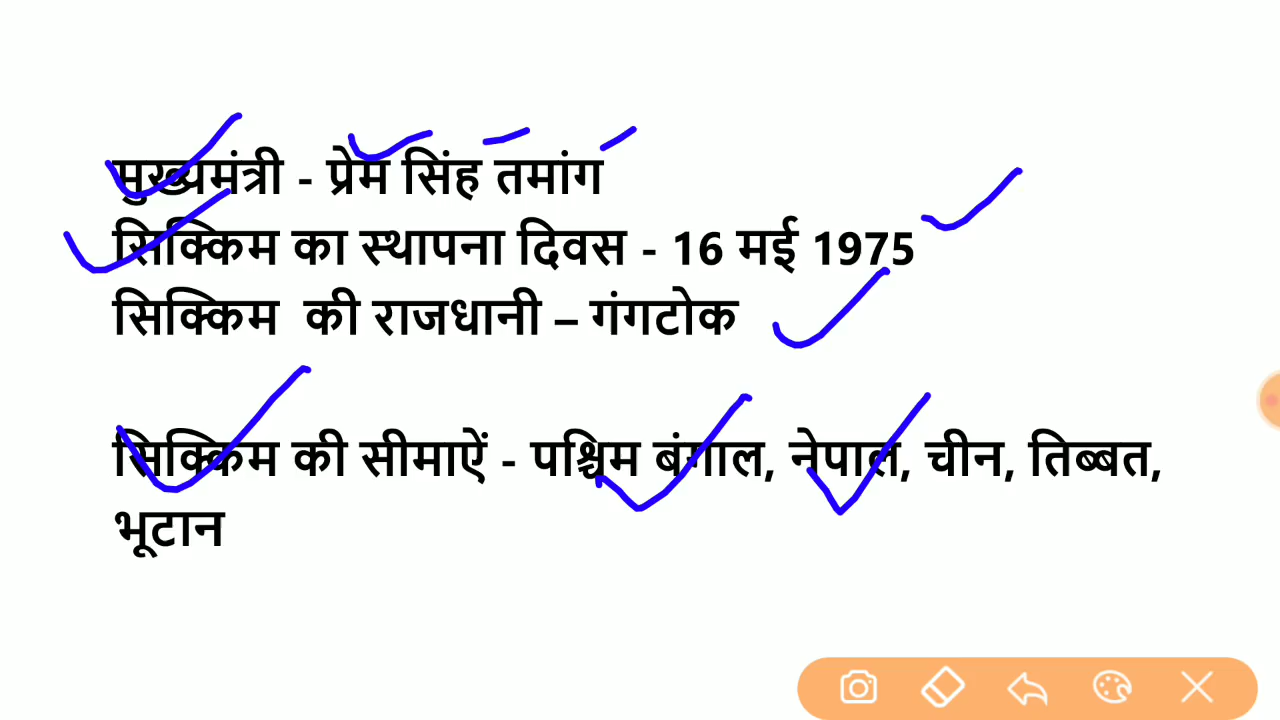 मुख्यमंत्री - प्रेम सिंह तमांग
सिक्किम का स्थापना दिवस - 16 मई 1975
सिक्किम की राजधानी – गंगटोक
सिक्किम की सीमाऐं - पश्चिम बंगाल, नेपाल, चीन, तिब्बत,
भूटान